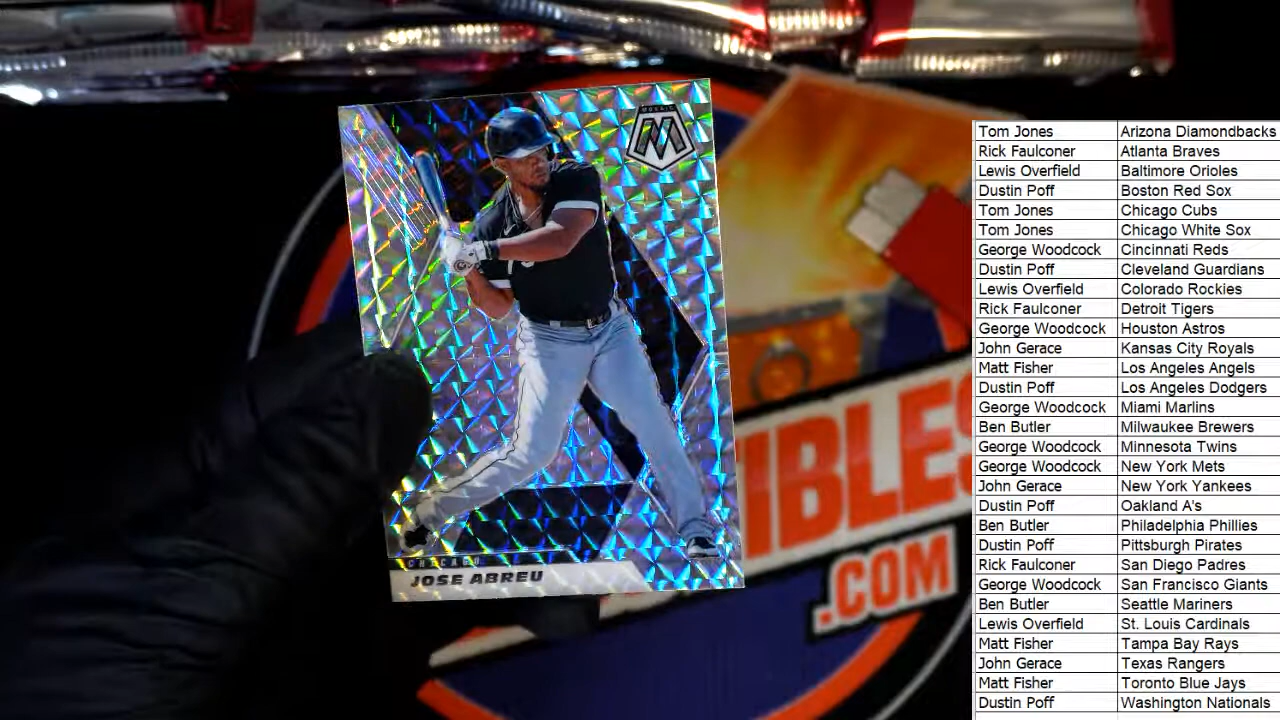 MOSAIC
M
CHICAGO
JOSE ABREU
IBLES
.COM
Tom Jones Arizona Diamondbacks
Rick Faulconer Atlanta Braves
Lewis Overfield Baltimore Orioles
Dustin Poff Boston Red Sox
Tom Jones Chicago Cubs
Tom Jones Chicago White Sox
George Woodcock Cincinnati Reds
Dustin Poff Cleveland Guardians
Lewis Overfield Colorado Rockies
Rick Faulconer Detroit Tigers
George Woodcock Houston Astros
John Gerace Kansas City Royals
Matt Fisher Los Angeles Angels
Dustin Poff Los Angeles Dodgers
George Woodcock Miami Marlins
Ben Butler Milwaukee Brewers
George Woodcock Minnesota Twins
George Woodcock New York Mets
John Gerace New York Yankees
Dustin Poff Oakland A's
Ben Butler Philadelphia Phillies
Dustin Poff Pittsburgh Pirates
Rick Faulconer San Diego Padres
George Woodcock San Francisco Giants
Ben Butler Seattle Mariners
Lewis Overfield St. Louis Cardinals
Matt Fisher Tampa Bay Rays
John Gerace Texas Rangers
Matt Fisher Toronto Blue Jays
Dustin Poff Washington Nationals